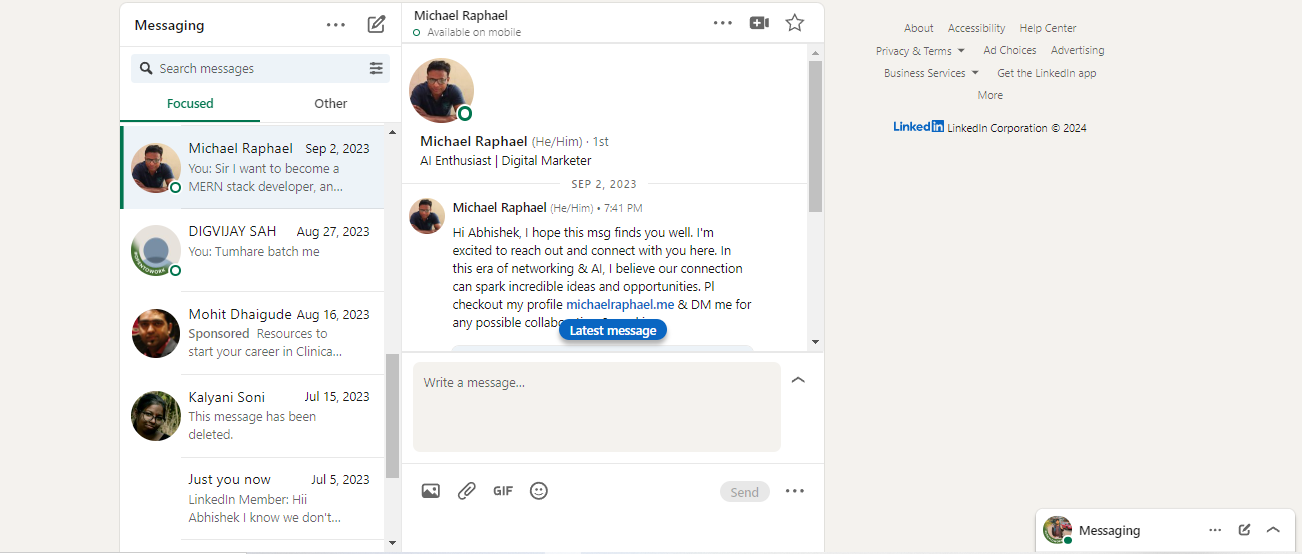 Messaging
Search messages
Focused
Other
Michael Raphael Sep 2, 2023
You: Sir I want to become a
MERN stack developer, an...
DIGVIJAY SAH Aug 27, 2023
You: Tumhare batch me
#OPENTOWORK
Mohit Dhaigude Aug 16, 2023
Sponsored Resources to
start your career in Clinica...
Kalyani Soni Jul 15, 2023
This message has been
deleted.
Just you now Jul 5, 2023
LinkedIn Member: Hii
Abhishek I know we don't...
Michael Raphael
Available on mobile
Michael Raphael (He/Him) · 1st
AI Enthusiast | Digital Marketer
SEP 2, 2023
Michael Raphael (He/Him) • 7:41 PM
Hi Abhishek, I hope this msg finds you well. I'm
excited to reach out and connect with you here. In
this era of networking & AI, I believe our connection
can spark incredible ideas and opportunities. Pl
checkout my profile michaelraphael.me & DM me for
any possible
Latest message
Write a message...
GIF
Send
About Accessibility Help Center
Privacy & Terms Ad Choices Advertising
Business Services Get the LinkedIn app
More
LinkedIn LinkedIn Corporation © 2024
Messaging